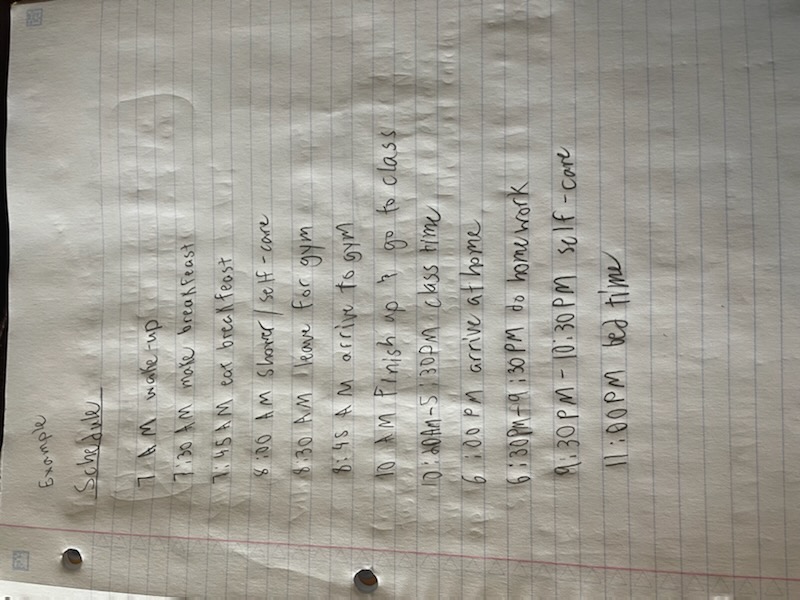 Example
Schedule
7 AM wake-up
7:30 AM make breakfeast
7:45 AM eat breakfeast
8:00 AM shower/self-care
8:30 AM leave for gym
8:45 AM arrive to gym
10 AM Finish up & go to class
10:20AM-5:30PM class time
6:00 PM arrive at home
6:30PM-9:30PM do homework
9:30PM-10:30PM self-care
11:00PM bed time